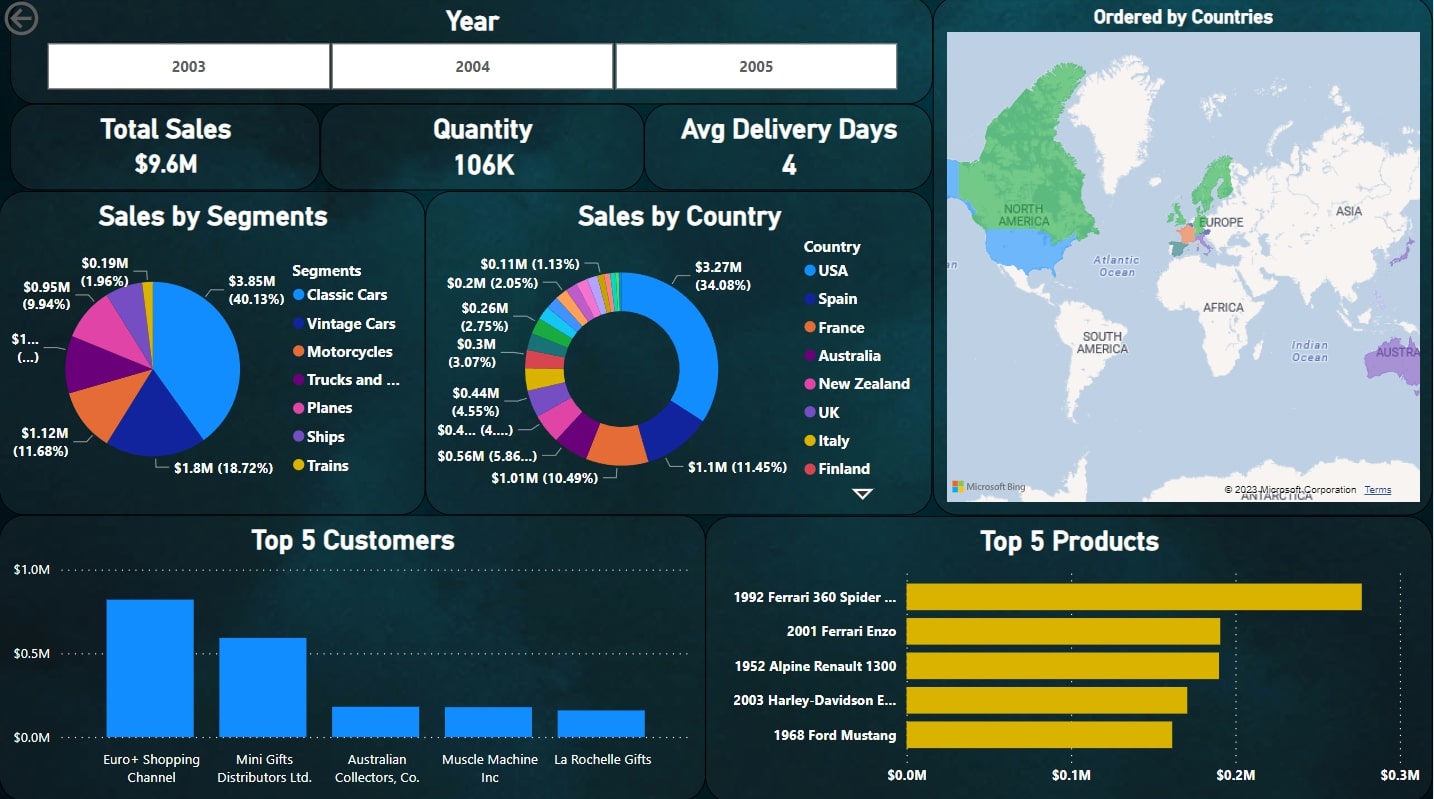 Year
2003
2004
2005
Total Sales
$9.6M
Quantity
106K
Avg Delivery Days
4
Ordered by Countries
NORTH
AMERICA
EUROPE
ASIA
Atlantic
Ocean
an
AFRICA
SOUTH
AMERICA
Indian
Ocean
AUSTRA
Microsoft Bing
© 2023 Microsoft Corporation
Terms
ANTARCTICA
Sales by Segments
$0.19M
(1.96%)
$3.85M
(40.13%)
$0.95M
(9.94%)
$1...
(...)
$1.12M
(11.68%)
$1.8M (18.72%)
Segments
Classic Cars
Vintage Cars
Motorcycles
Trucks and ...
Planes
Ships
Trains
Sales by Country
$0.11M (1.13%)
$3.27M
(34.08%)
$0.2M (2.05%)
$0.26M
(2.75%)
$0.3M
(3.07%)
$0.44M
(4.55%)
$0.4... (4....)
$0.56M (5.86...)
$1.01M (10.49%)
$1.1M (11.45%)
Country
USA
Spain
France
Australia
New Zealand
UK
Italy
Finland
Top 5 Customers
$1.0M
$0.5M
$0.0M
Euro+ Shopping
Channel
Mini Gifts
Distributors Ltd.
Australian
Collectors, Co.
Muscle Machine
Inc
La Rochelle Gifts
Top 5 Products
1992 Ferrari 360 Spider ...
2001 Ferrari Enzo
1952 Alpine Renault 1300
2003 Harley-Davidson E...
1968 Ford Mustang
$0.0M
$0.1M
$0.2M
$0.3M